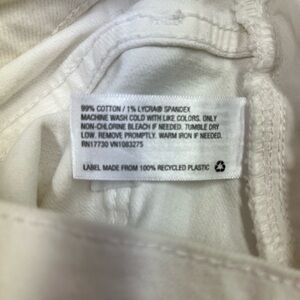 99% COTTON / 1% LYCRA® SPANDEX
MACHINE WASH COLD WITH LIKE COLORS. ONLY
NON-CHLORINE BLEACH IF NEEDED. TUMBLE DRY
LOW. REMOVE PROMPTLY. WARM IRON IF NEEDED.
RN17730 VN1083275
LABEL MADE FROM 100% RECYCLED PLASTIC